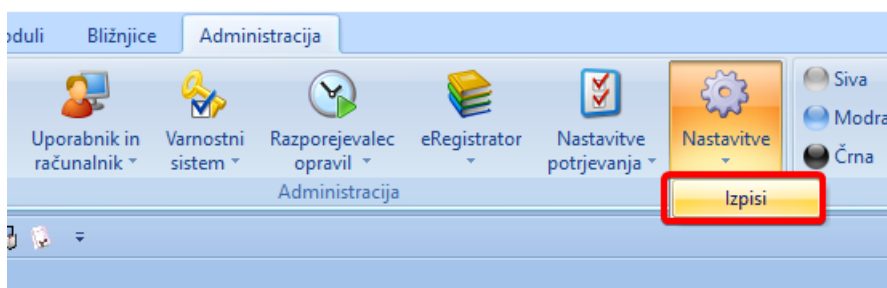 oduli Bližnjice Administracija
Uporabnik in računalnik
Varnostni sistem
Razporejevalec opravil
eRegistrator
Nastavitve potrjevanja
Nastavitve
Siva
Modra
Črna
Administracija
Izpisi